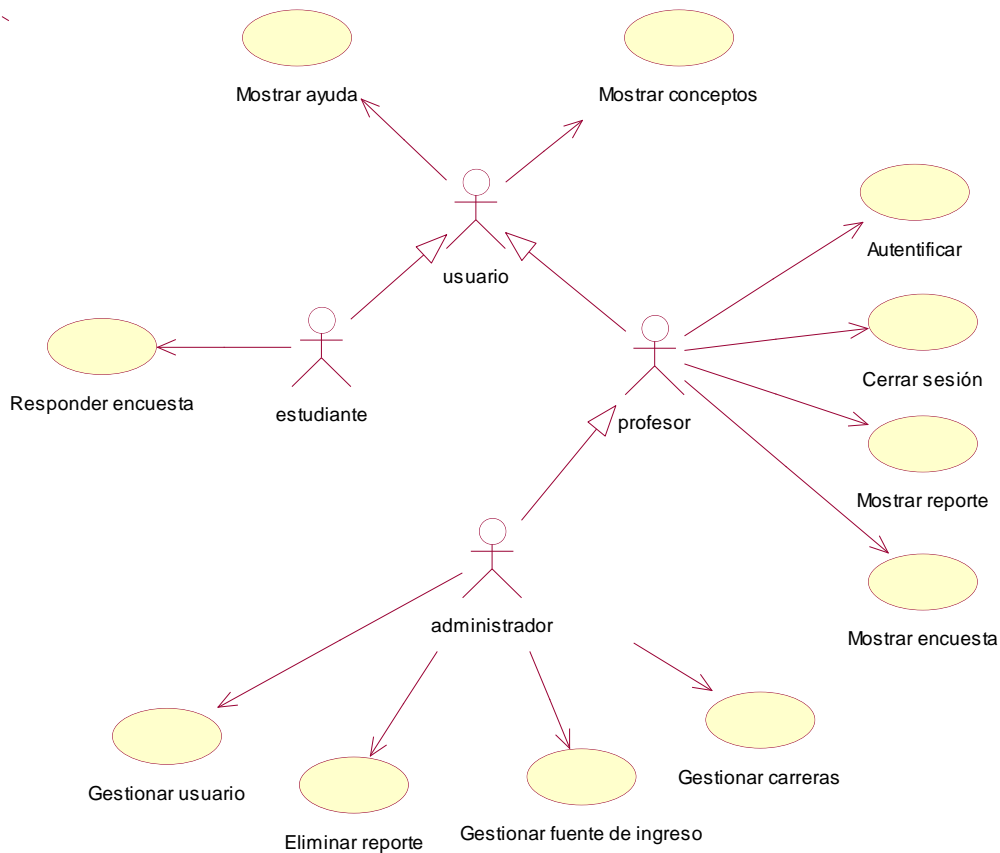 Mostrar ayuda
Mostrar conceptos
Autentificar
usuario
Cerrar sesión
Responder encuesta
estudiante
profesor
Mostrar reporte
administrador
Mostrar encuesta
Gestionar usuario
Eliminar reporte
Gestionar fuente de ingreso
Gestionar carreras